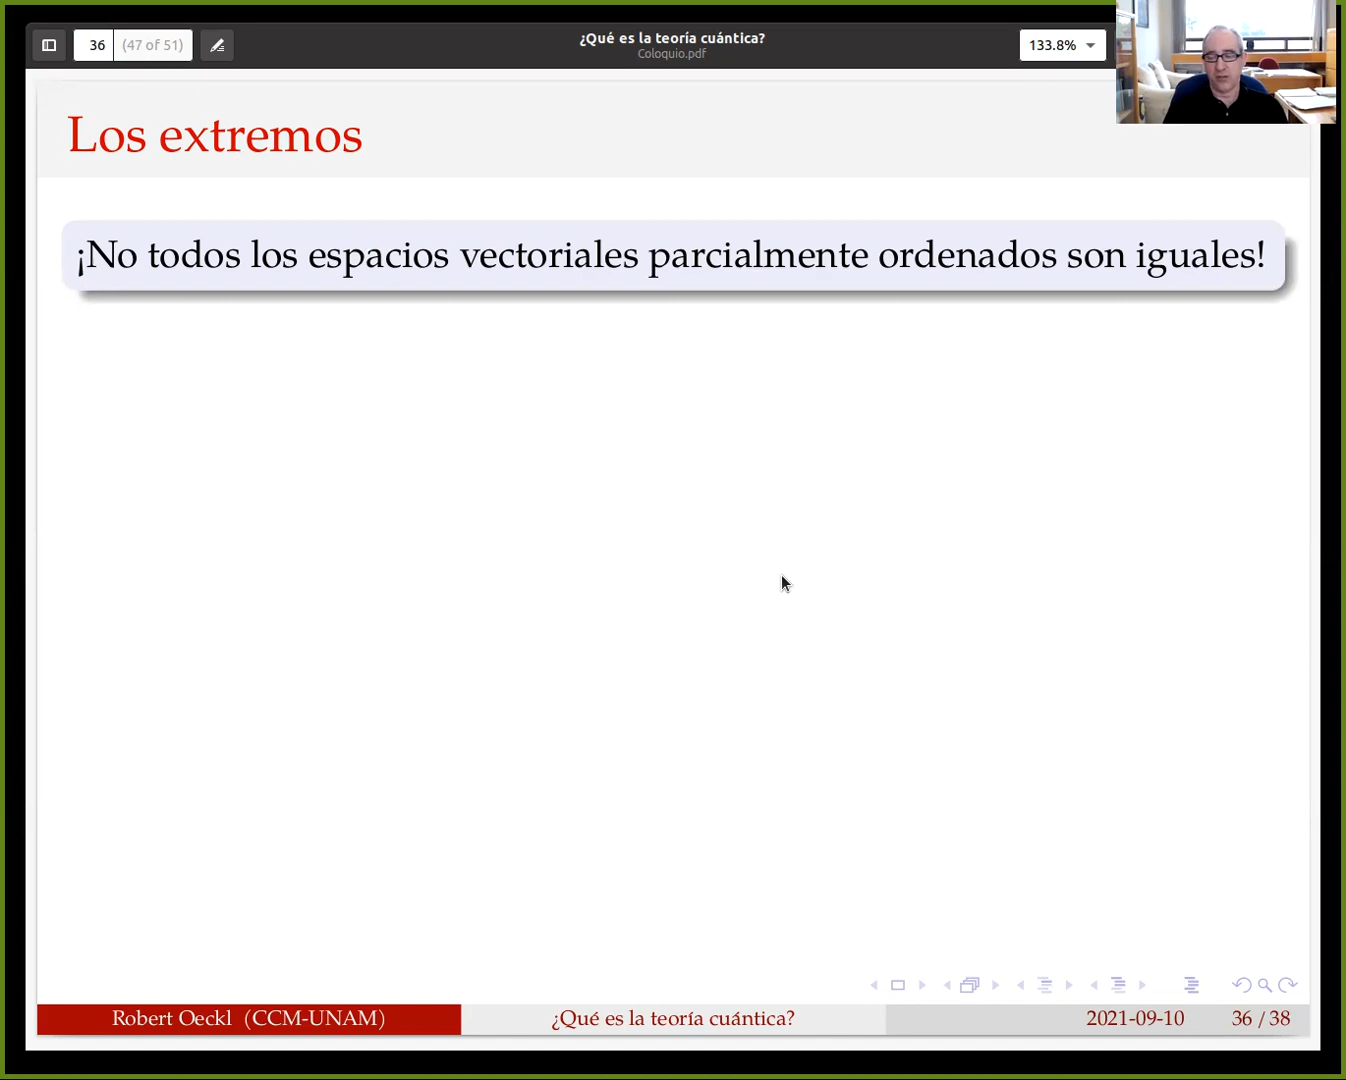 36 (47 of 51)
¿Qué es la teoría cuántica?
Coloquio.pdf
133.8%
Los extremos
¡No todos los espacios vectoriales parcialmente ordenados son iguales!
Robert Oeckl (CCM-UNAM) ¿Qué es la teoría cuántica? 2021-09-10 36 / 38